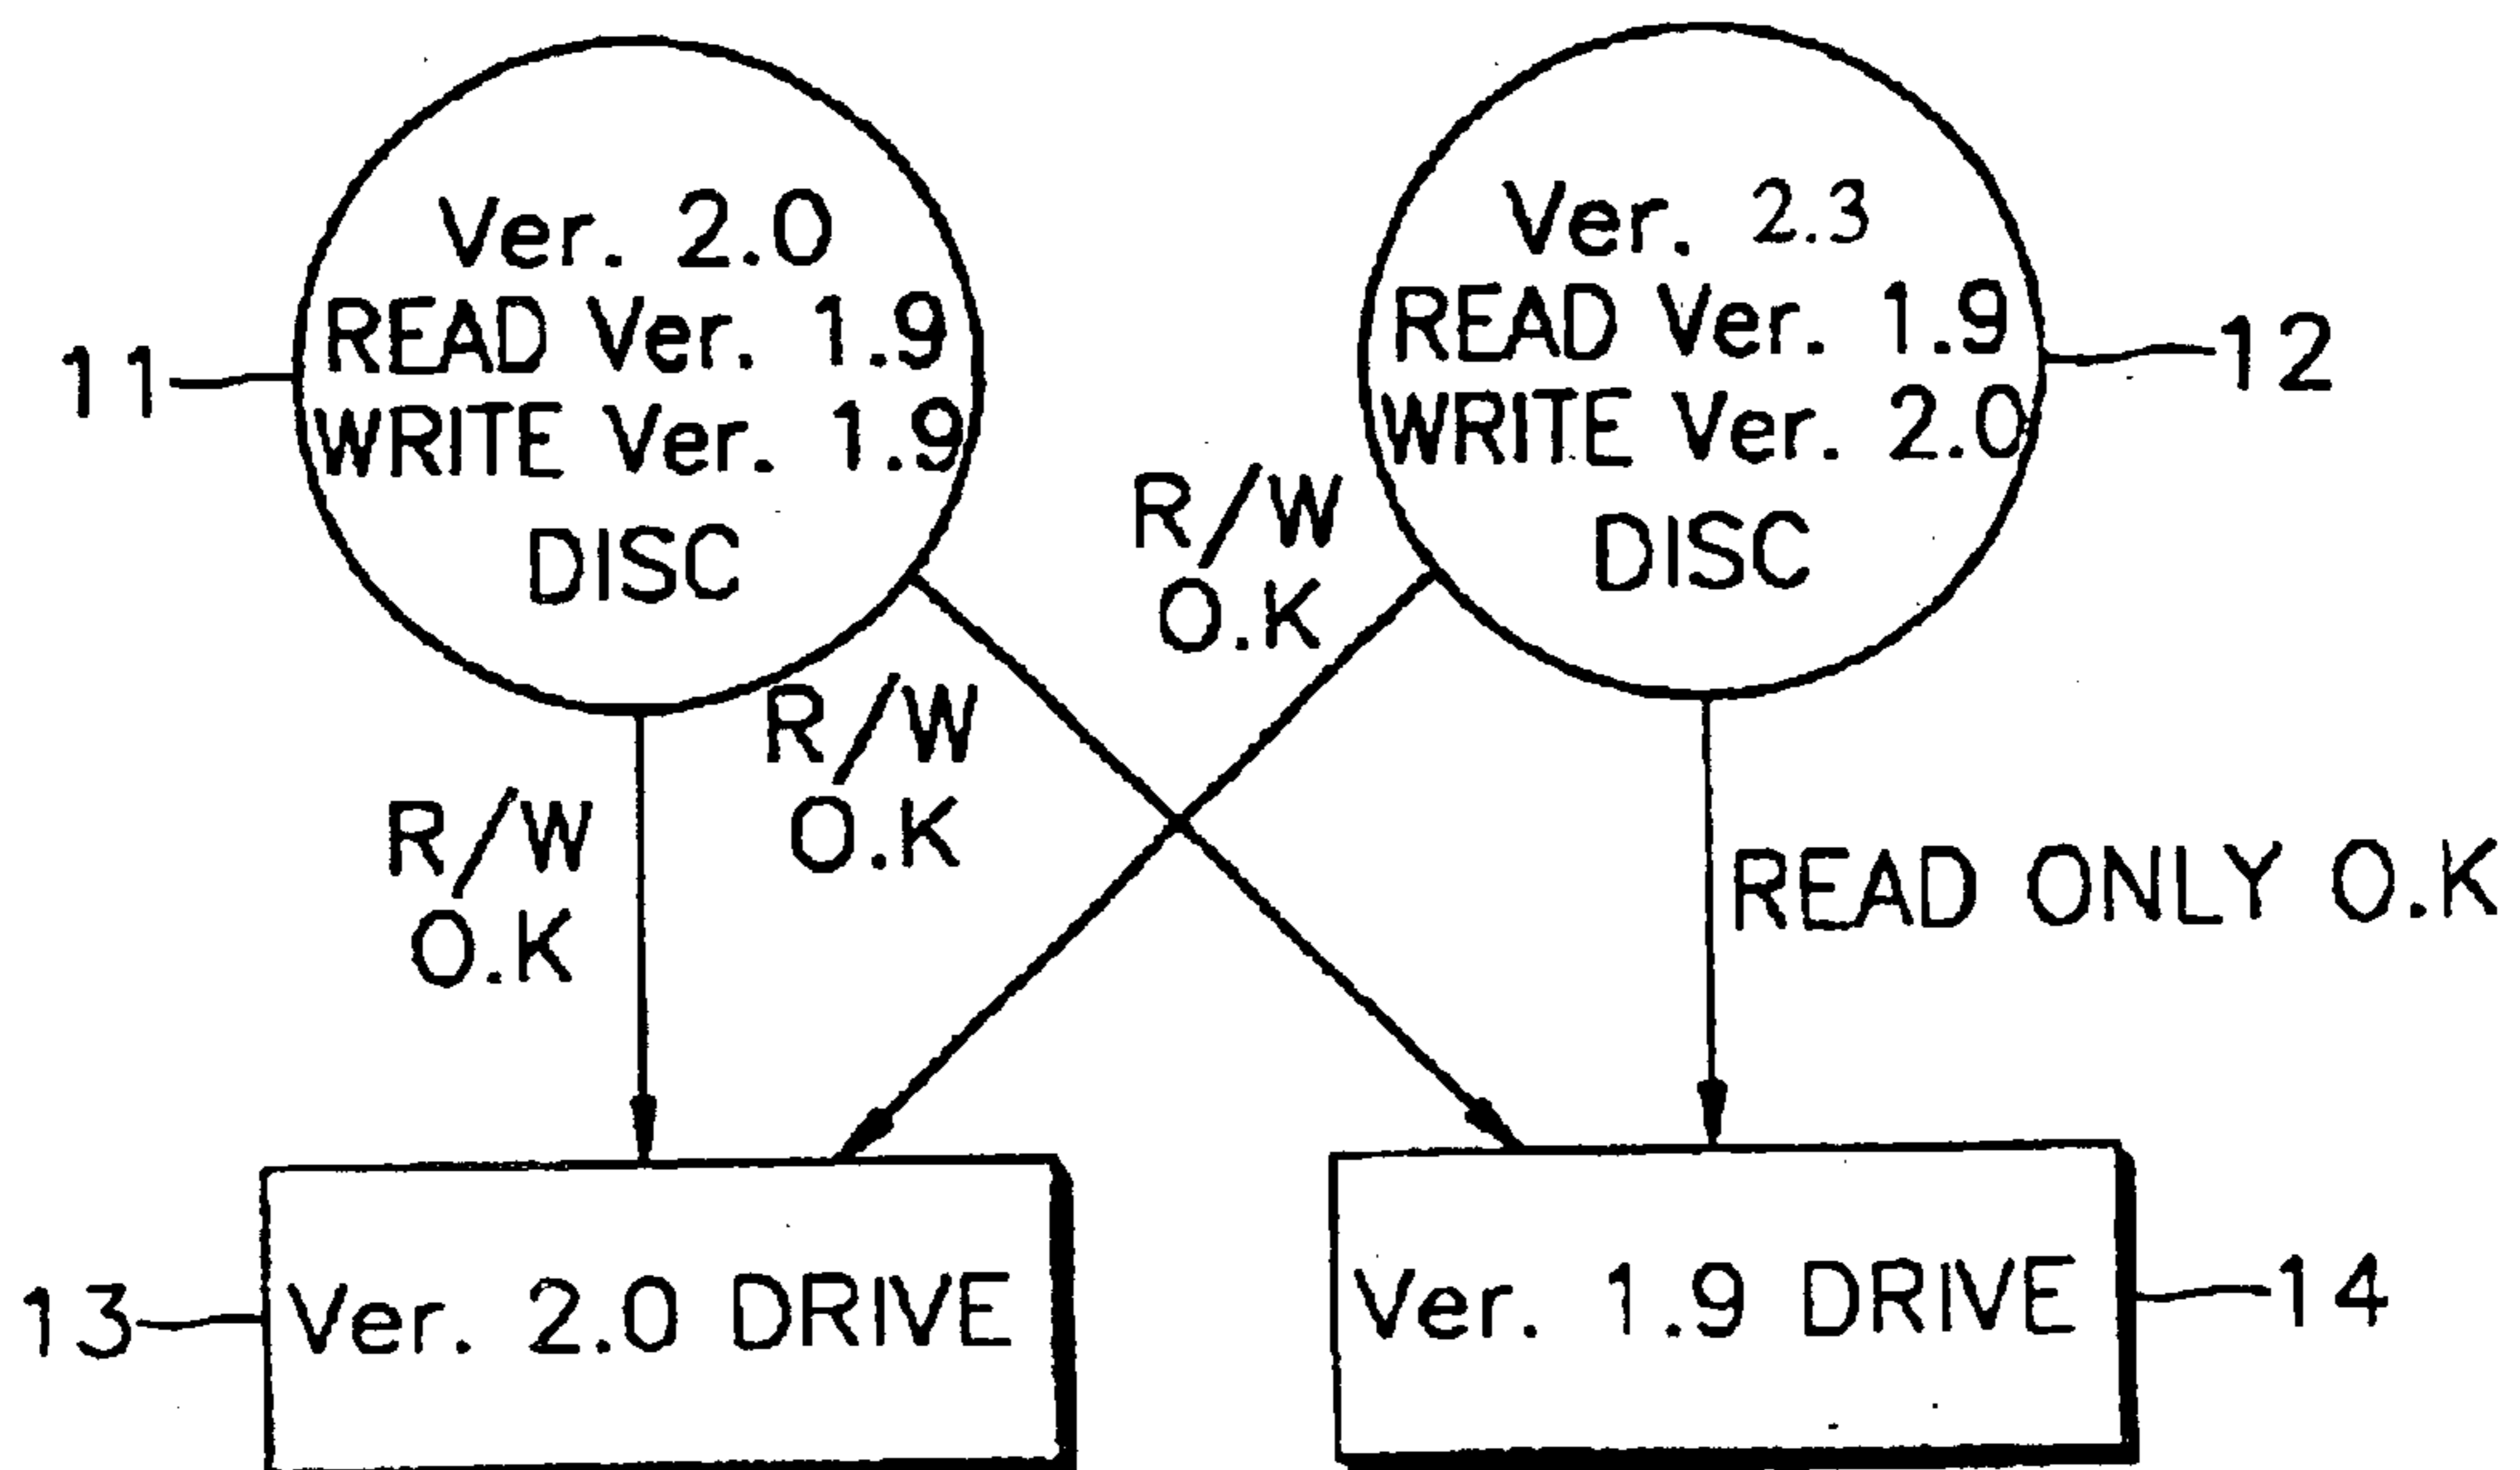 Ver. 2.0
READ Ver. 1.9
WRITE Ver. 1.9
DISC
11
Ver. 2.3
READ Ver. 1.9
WRITE Ver. 2.0
DISC
12
R/W
O.K
R/W
O.K
R/W
O.K
READ ONLY O.K
13
Ver. 2.0 DRIVE
Ver. 1.9 DRIVE
14